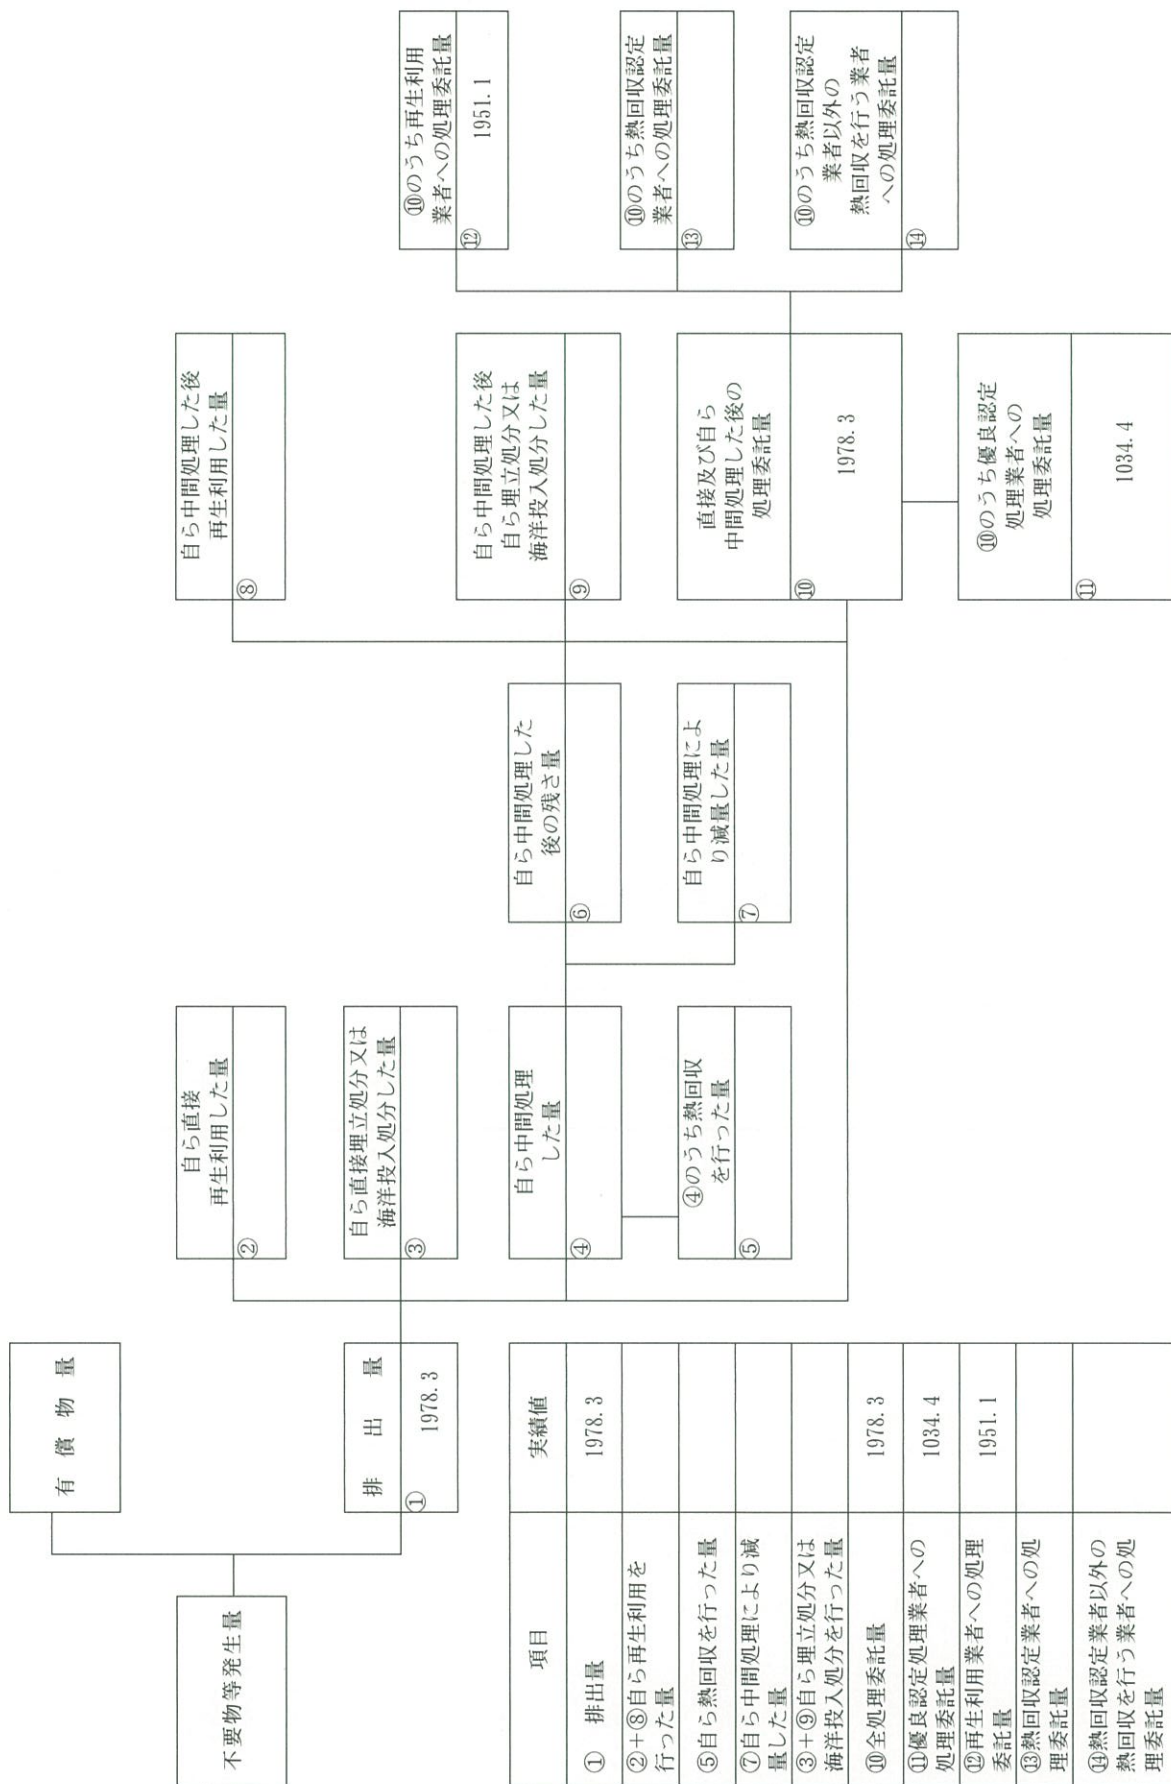 不要物等発生量
有償物量
排出量
①
1978.3
自ら直接
再生利用した量
②
自ら直接埋立処分又は
海洋投入処分した量
③
自ら中間処理
した量
④
④のうち熱回収
を行った量
⑤
自ら中間処理した
後の残さ量
⑥
自ら中間処理によ
り減量した量
⑦
自ら中間処理した後
再生利用した量
⑧
自ら中間処理した後
自ら埋立処分又は
海洋投入処分した量
⑨
直接及び自ら
中間処理した後の
処理委託量
⑩
1978.3
⑩のうち優良認定
処理業者への
処理委託量
⑪
1034.4
⑩のうち再生利用
業者への処理委託量
⑫
1951.1
⑩のうち熱回収認定
業者への処理委託量
⑬
⑩のうち熱回収認定
業者以外の
熱回収を行う業者
への処理委託量
⑭
項目
実績値
① 排出量
1978.3
②+⑧自ら再生利用を
行った量
⑤自ら熱回収を行った量
⑦自ら中間処理により減
量した量
③+⑨自ら埋立処分又は
海洋投入処分を行った量
⑩全処理委託量
1978.3
⑪優良認定処理業者への
処理委託量
1034.4
⑫再生利用業者への処理
委託量
1951.1
⑬熱回収認定業者への処
理委託量
⑭熱回収認定業者以外の
熱回収を行う業者への処
理委託量